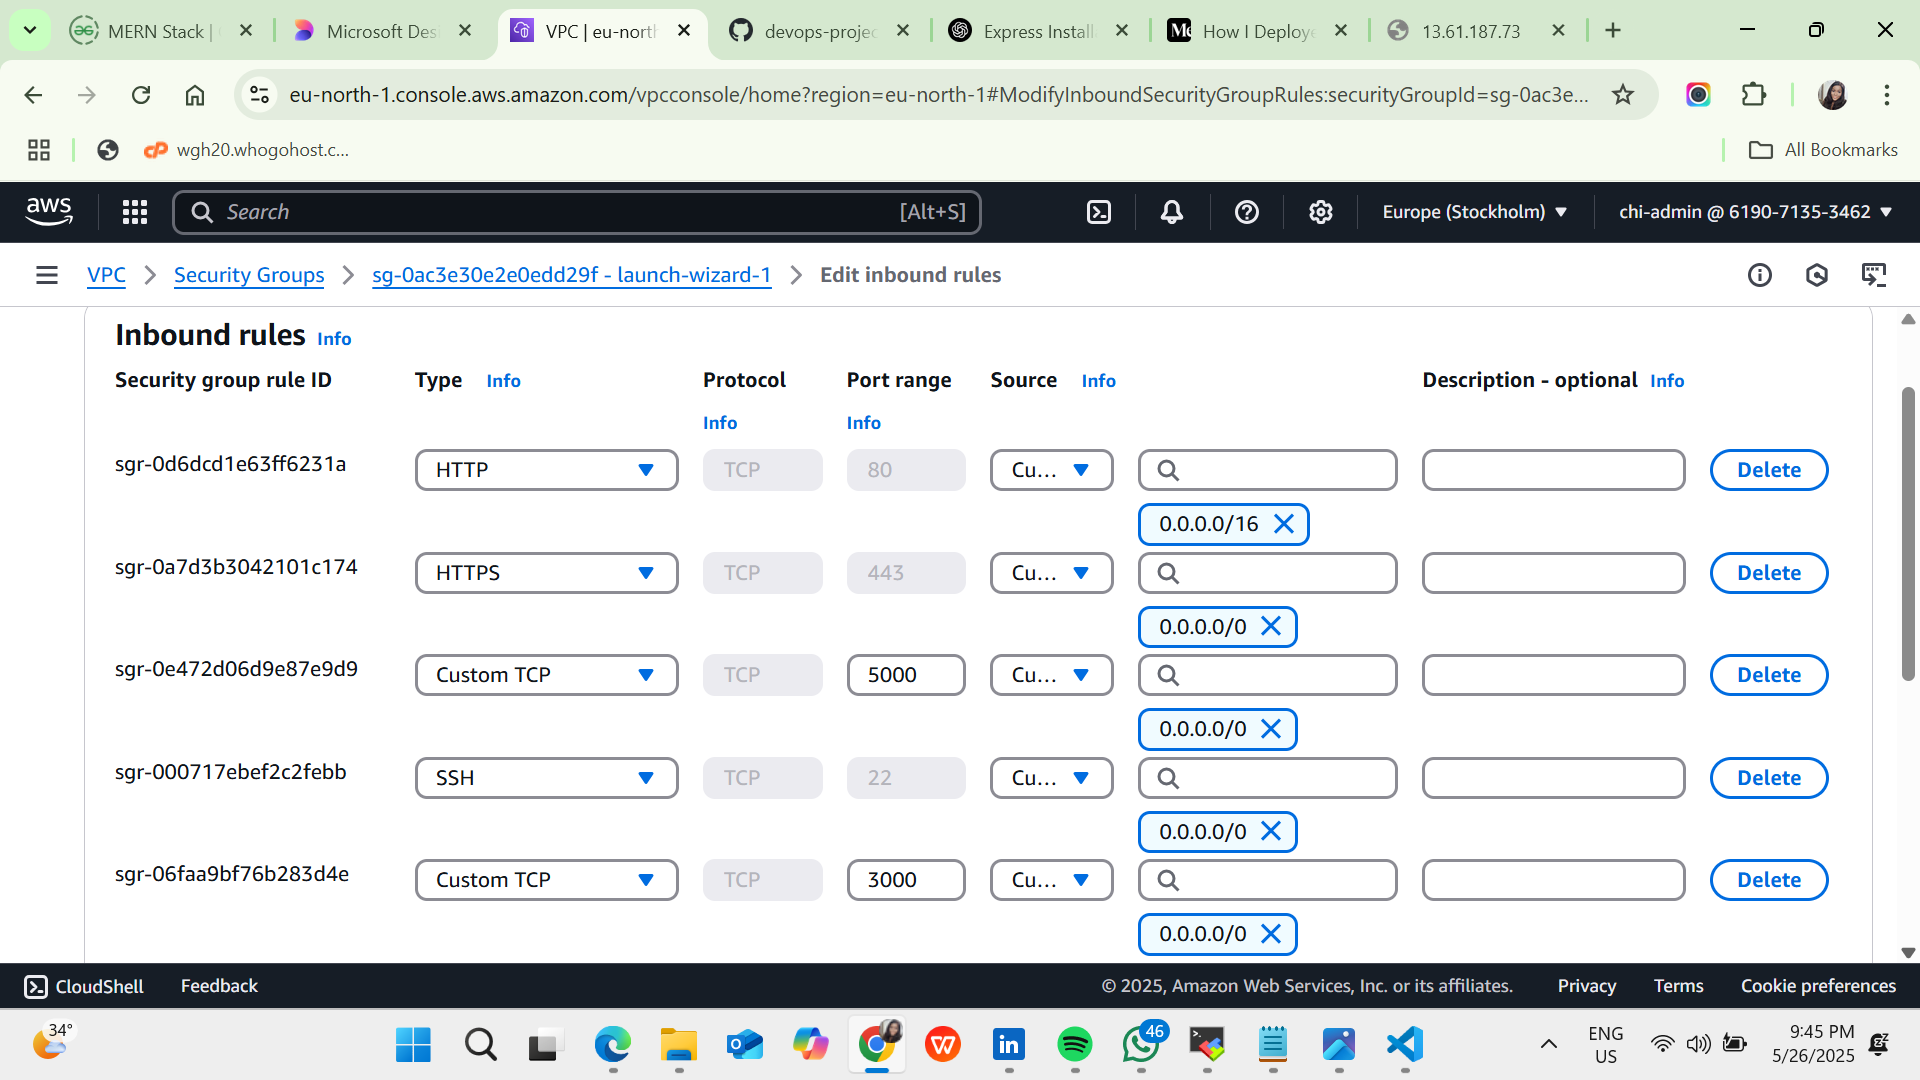 MERN Stack | (
Microsoft Des
VPC | eu-north
devops-projec
Express Installa
How I Deploye
13.61.187.73
eu-north-1.console.aws.amazon.com/vpcconsole/home?region=eu-north-1#ModifyInboundSecurityGroupRules:securityGroupId=sg-0ac3e...
wgh20.whogohost.c...
All Bookmarks
aws
Search
[Alt+S]
Europe (Stockholm)
chi-admin @ 6190-7135-3462
VPC
Security Groups
sg-0ac3e30e2e0edd29f - launch-wizard-1
Edit inbound rules
Inbound rules Info
Security group rule ID
Type Info
Protocol
Info
Port range
Info
Source Info
Description - optional Info
sgr-0d6dcd1e63ff6231a
HTTP
TCP
80
Cu...
Delete
0.0.0.0/16
sgr-0a7d3b3042101c174
HTTPS
TCP
443
Cu...
Delete
0.0.0.0/0
sgr-0e472d06d9e87e9d9
Custom TCP
TCP
5000
Cu...
Delete
0.0.0.0/0
sgr-000717ebef2c2febb
SSH
TCP
22
Cu...
Delete
0.0.0.0/0
sgr-06faa9bf76b283d4e
Custom TCP
TCP
3000
Cu...
Delete
0.0.0.0/0
CloudShell
Feedback
© 2025, Amazon Web Services, Inc. or its affiliates.
Privacy
Terms
Cookie preferences
34°
46
ENG
US
9:45 PM
5/26/2025